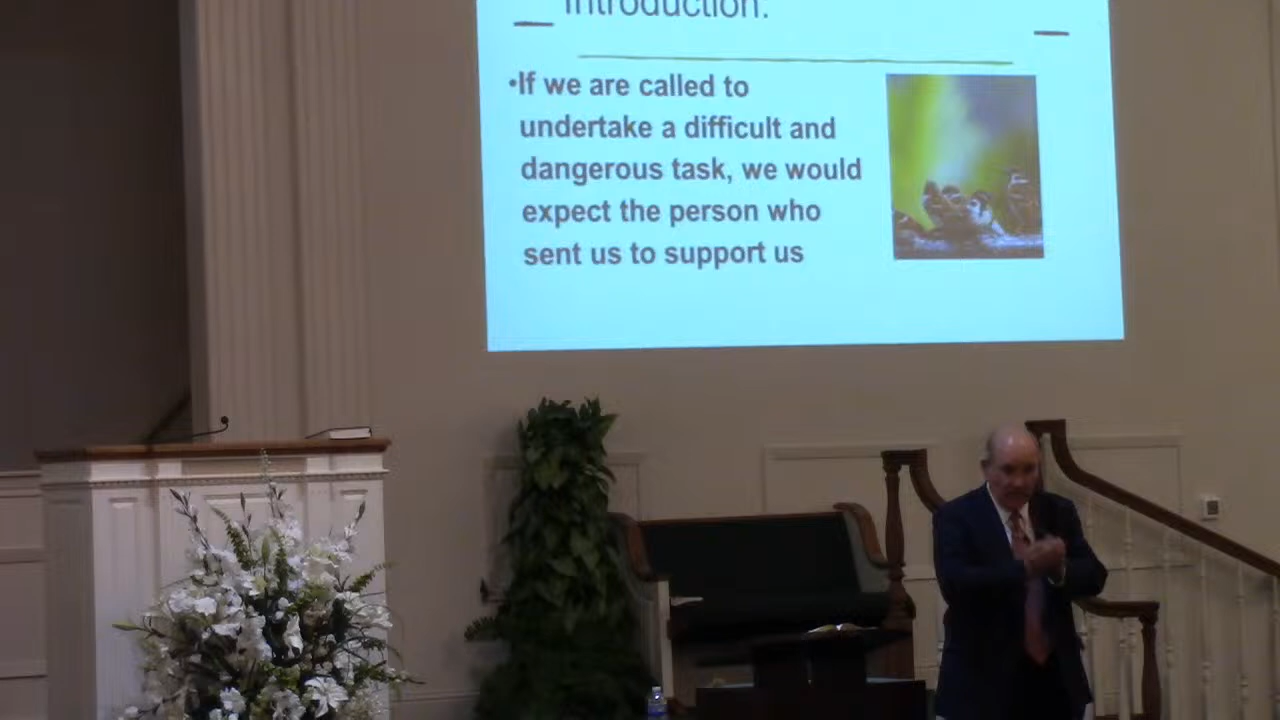 Introduction:
•If we are called to
undertake a difficult and
dangerous task, we would
expect the person who
sent us to support us